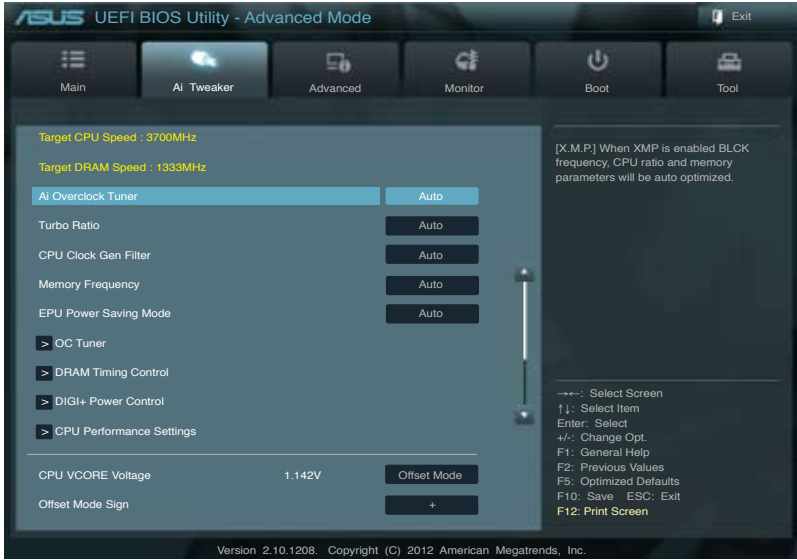 ASUS UEFI BIOS Utility - Advanced Mode
Exit
Main
Ai Tweaker
Advanced
Monitor
Boot
Tool
Target CPU Speed : 3700MHz
Target DRAM Speed : 1333MHz
Ai Overclock Tuner Auto
Turbo Ratio Auto
CPU Clock Gen Filter Auto
Memory Frequency Auto
EPU Power Saving Mode Auto
> OC Tuner
> DRAM Timing Control
> DIGI+ Power Control
> CPU Performance Settings
CPU VCORE Voltage 1.142V Offset Mode
Offset Mode Sign +
[X.M.P.] When XMP is enabled BLCK
frequency, CPU ratio and memory
parameters will be auto optimized.
→←: Select Screen
↑↓: Select Item
Enter: Select
+/-: Change Opt.
F1: General Help
F2: Previous Values
F5: Optimized Defaults
F10: Save ESC: Exit
F12: Print Screen
Version 2.10.1208. Copyright (C) 2012 American Megatrends, Inc.